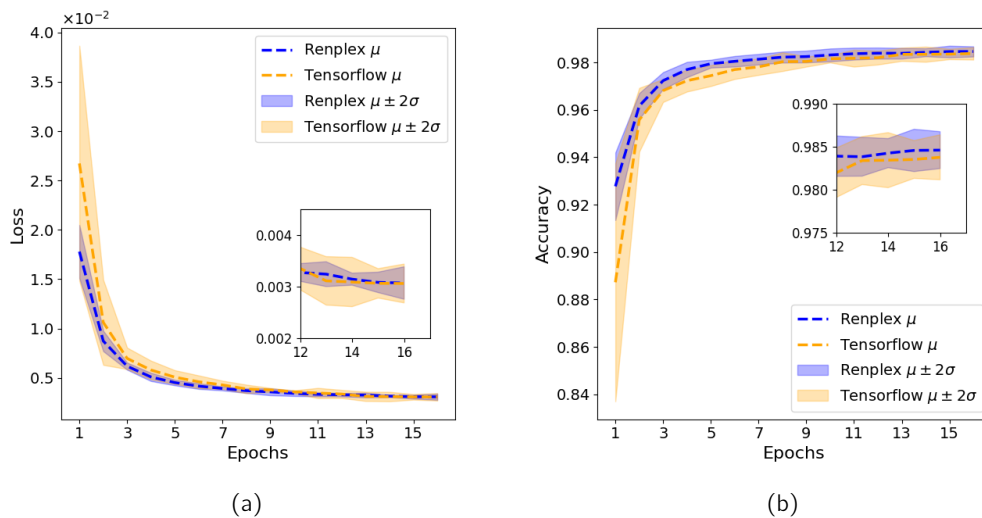 ×10⁻²
4.0
3.5
3.0
2.5
2.0
1.5
1.0
0.5
Loss
Renplex μ
Tensorflow μ
Renplex μ ± 2σ
Tensorflow μ ± 2σ
0.004
0.003
0.002
12 14 16
1 3 5 7 9 11 13 15
Epochs
(a)
0.98
0.96
0.94
0.92
0.90
0.88
0.86
0.84
Accuracy
0.990
0.985
0.980
0.975
12 14 16
Renplex μ
Tensorflow μ
Renplex μ ± 2σ
Tensorflow μ ± 2σ
1 3 5 7 9 11 13 15
Epochs
(b)